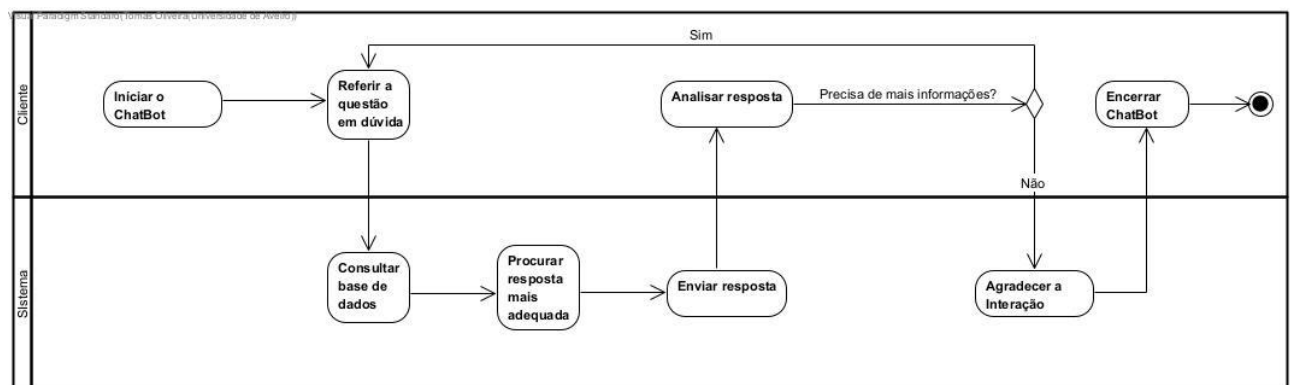 Visual Paradigm Standard(Tomás Oliveira(Universidade de Aveiro))
Cliente
Sim
Iniciar o
ChatBot
Referir a
questão
em dúvida
Analisar resposta
Precisa de mais informações?
Encerrar
ChatBot
Não
SIstema
Consultar
base de
dados
Procurar
resposta
mais
adequada
Enviar resposta
Agradecer a
Interação